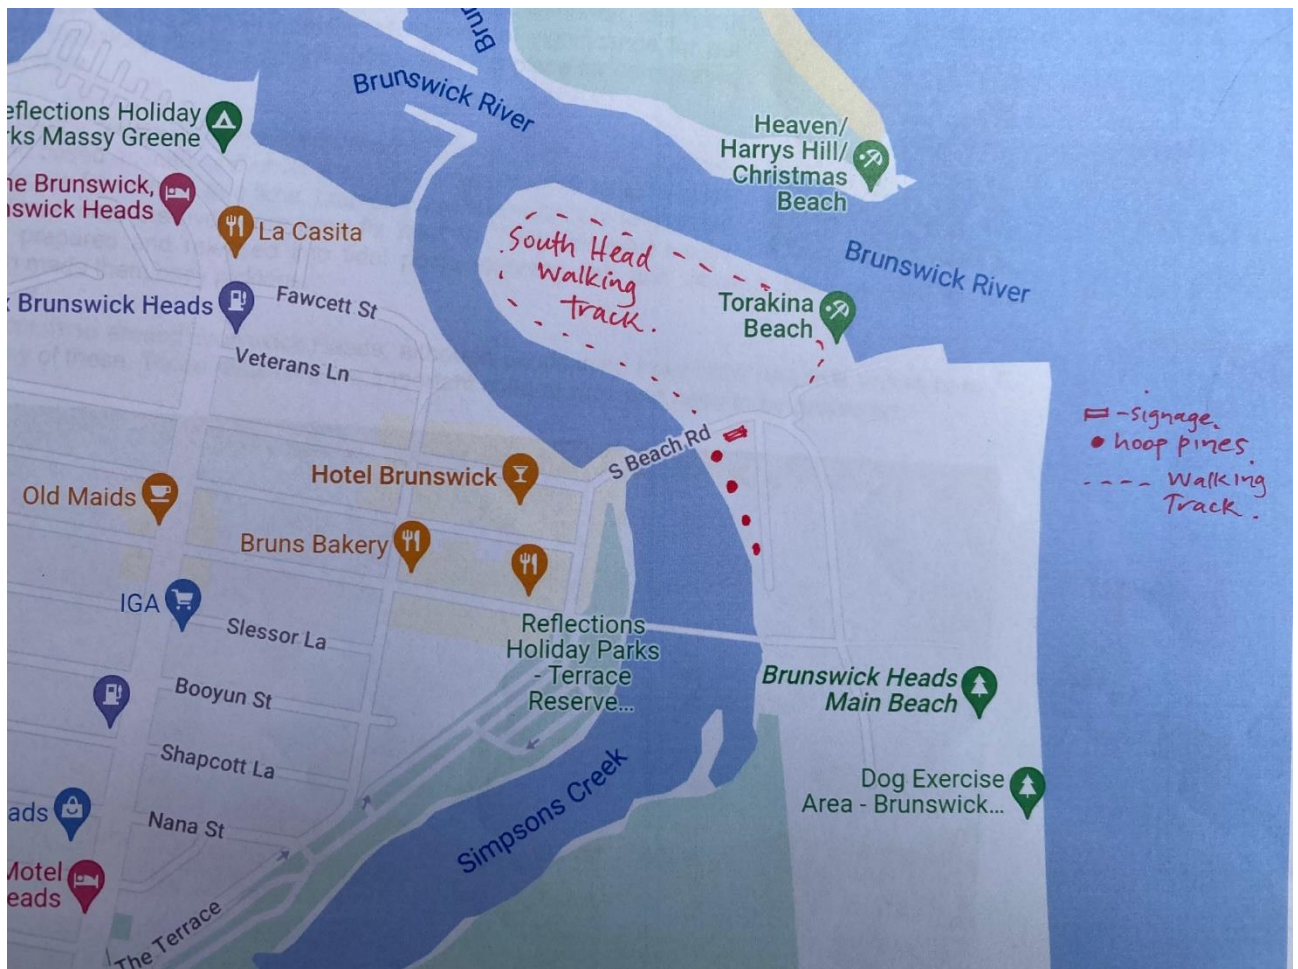 Brun
Brunswick River
eflections Holiday
rks Massy Greene
ne Brunswick,
nswick Heads
La Casita
Heaven/
Harrys Hill/
Christmas
Beach
South Head
Walking
Track.
Brunswick River
Brunswick Heads
Fawcett St
Torakina
Beach
Veterans Ln
- signage.
hoop pines.
Walking
Track.
S Beach Rd
Hotel Brunswick
Old Maids
Bruns Bakery
IGA
Slessor La
Reflections
Holiday Parks
- Terrace
Reserve...
Booyun St
Brunswick Heads
Main Beach
Shapcott La
Simpsons Creek
Dog Exercise
Area - Brunswick...
ads
Nana St
Motel
eads
The Terrace